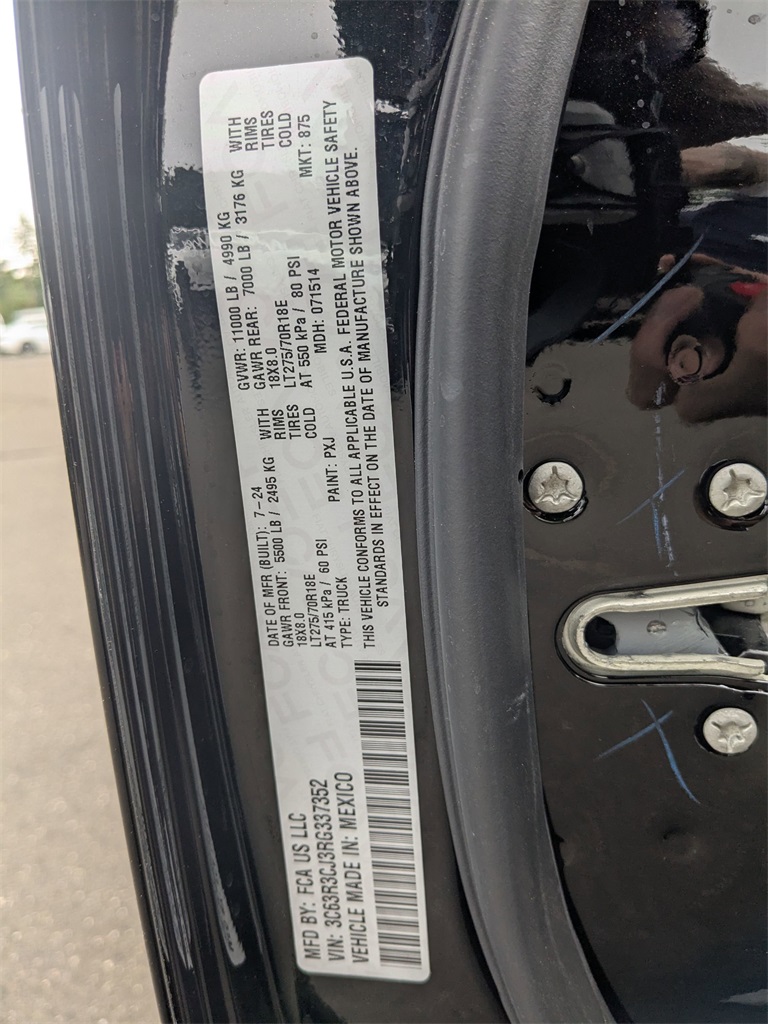 MFD BY: FCA US LLC
VIN: 3C63R3CJ3RG337352
VEHICLE MADE IN: MEXICO
DATE OF MFR (BUILT): 7-24 GVWR: 11000 LB / 4990 KG
GAWR FRONT: 5500 LB / 2495 KG WITH GAWR REAR: 7000 LB / 3176 KG WITH
18X8.0 RIMS 18X8.0 RIMS
LT275/70R18E TIRES LT275/70R18E TIRES
AT 415 kPa / 60 PSI COLD AT 550 kPa / 80 PSI COLD
TYPE: TRUCK PAINT: PXJ MDH: 071514 MKT: 875
THIS VEHICLE CONFORMS TO ALL APPLICABLE U.S.A. FEDERAL MOTOR VEHICLE SAFETY
STANDARDS IN EFFECT ON THE DATE OF MANUFACTURE SHOWN ABOVE.